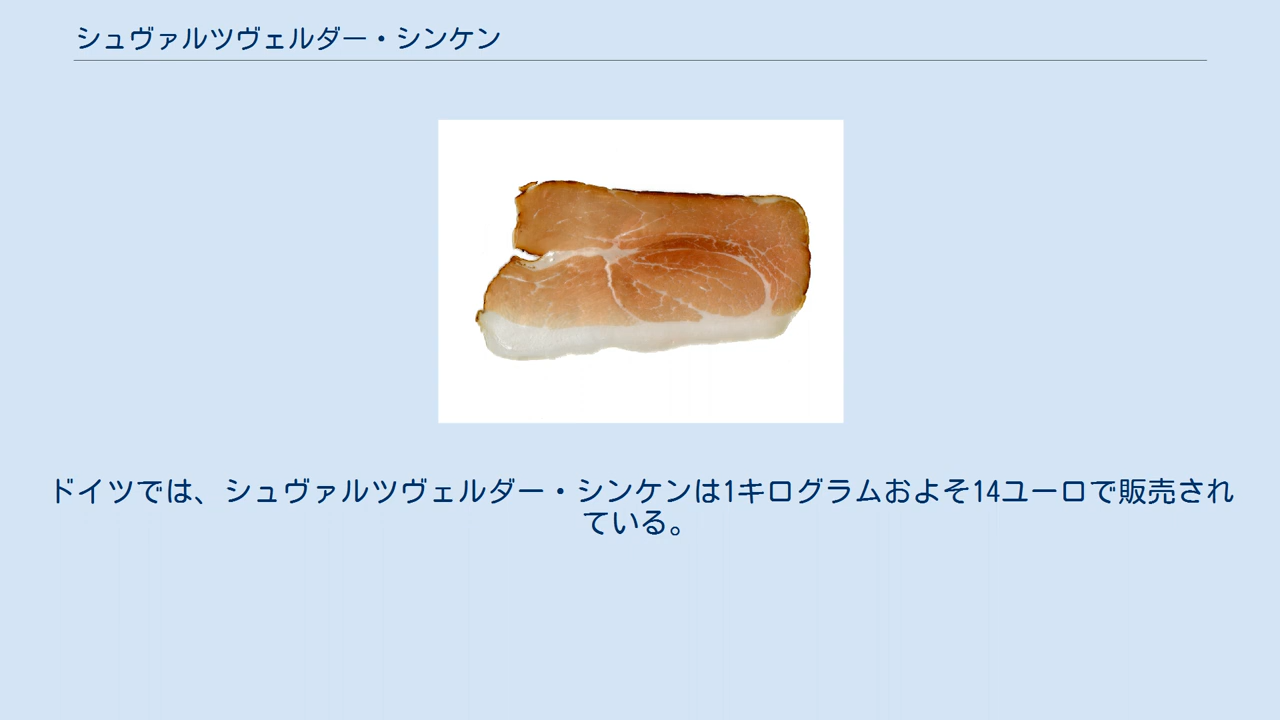 シュヴァルツヴェルダー・シンケン
ドイツでは、シュヴァルツヴェルダー・シンケンは1キログラムおよそ14ユーロで販売され
ている。